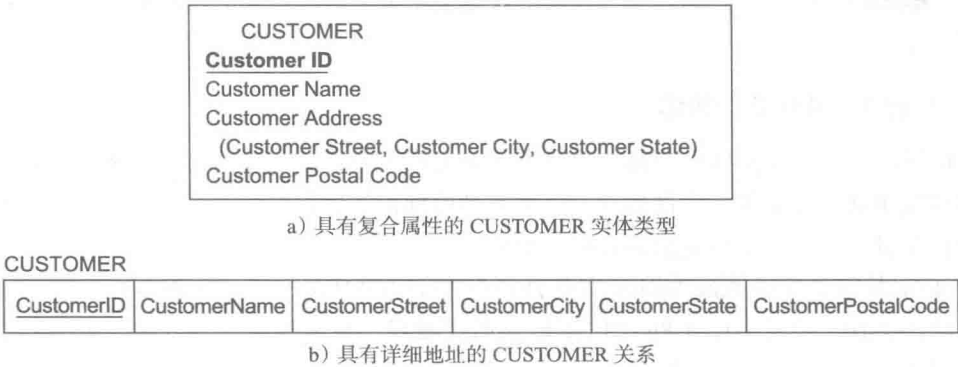 CUSTOMER
Customer ID
Customer Name
Customer Address
(Customer Street, Customer City, Customer State)
Customer Postal Code
a）具有复合属性的 CUSTOMER 实体类型
CUSTOMER
CustomerID CustomerName CustomerStreet CustomerCity CustomerState CustomerPostalCode
b）具有详细地址的 CUSTOMER 关系